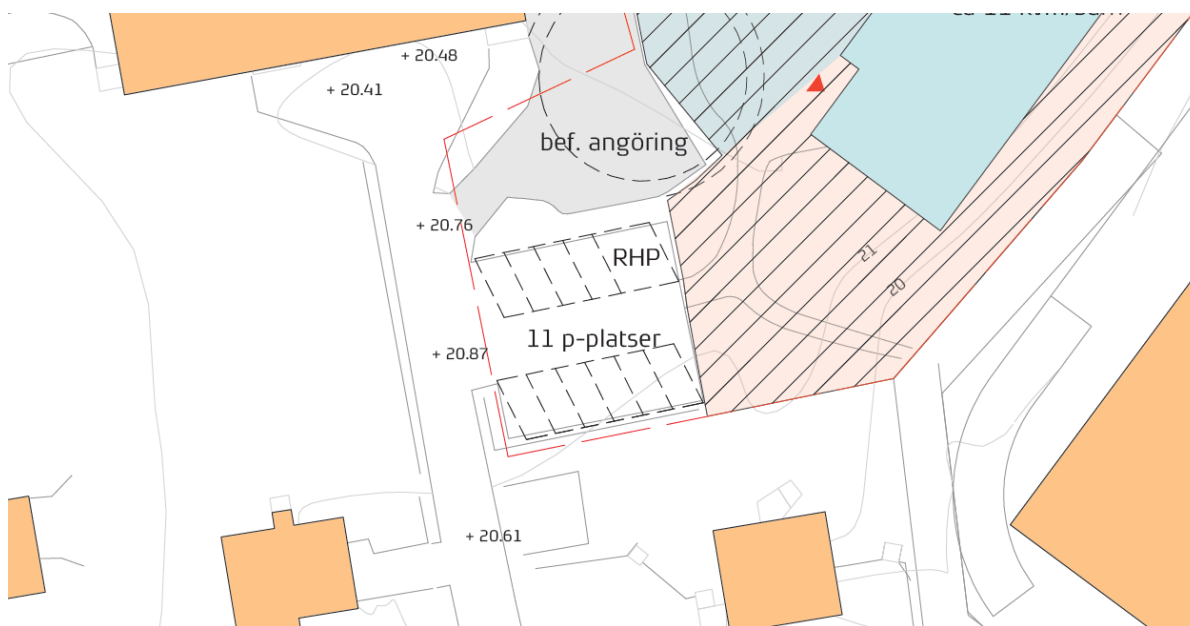 + 20.48
+ 20.41
bef. angöring
+ 20.76
RHP
21
20
11 p-platser
+ 20.87
+ 20.61